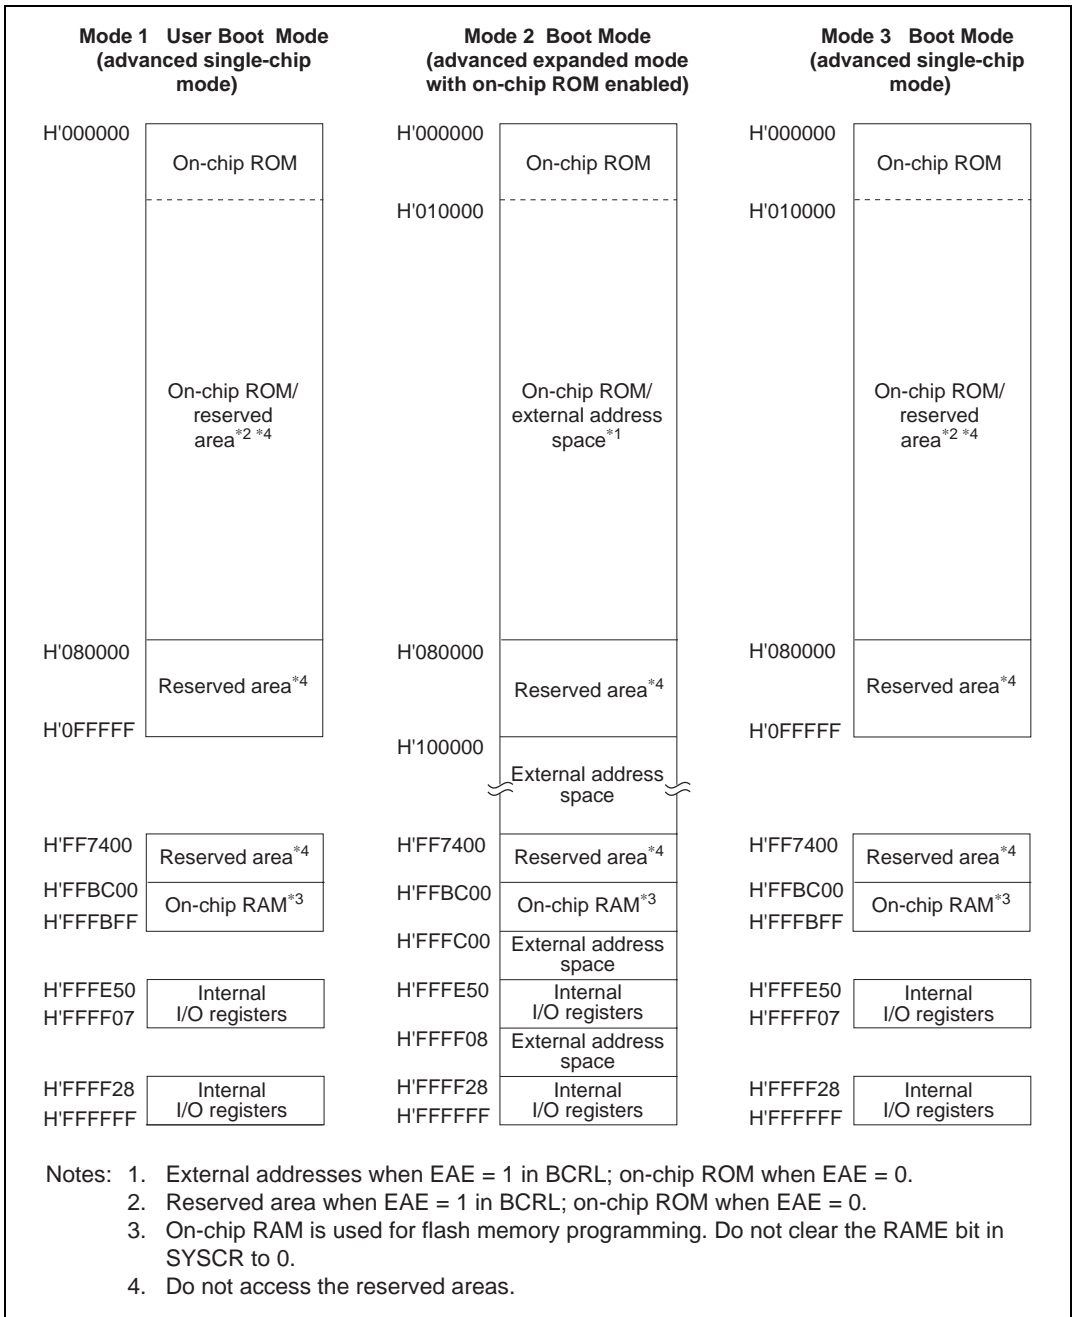 Mode 1 User Boot Mode
(advanced single-chip
mode)
H'000000
On-chip ROM
On-chip ROM/
reserved
area*2 *4
H'080000
Reserved area*4
H'0FFFFF
H'FF7400
Reserved area*4
H'FFBC00
On-chip RAM*3
H'FFFBFF
H'FFFE50
Internal
I/O registers
H'FFFF07
H'FFFF28
Internal
I/O registers
H'FFFFFF
Mode 2 Boot Mode
(advanced expanded mode
with on-chip ROM enabled)
H'000000
On-chip ROM
H'010000
On-chip ROM/
external address
space*1
H'080000
Reserved area*4
H'100000
External address
space
H'FF7400
Reserved area*4
H'FFBC00
On-chip RAM*3
H'FFFC00
External address
space
H'FFFE50
Internal
I/O registers
H'FFFF08
External address
space
H'FFFF28
Internal
I/O registers
H'FFFFFF
Mode 3 Boot Mode
(advanced single-chip
mode)
H'000000
On-chip ROM
H'010000
On-chip ROM/
reserved
area*2 *4
H'080000
Reserved area*4
H'0FFFFF
H'FF7400
Reserved area*4
H'FFBC00
On-chip RAM*3
H'FFFBFF
H'FFFE50
Internal
I/O registers
H'FFFF07
H'FFFF28
Internal
I/O registers
H'FFFFFF
Notes: 1. External addresses when EAE = 1 in BCRL; on-chip ROM when EAE = 0.
2. Reserved area when EAE = 1 in BCRL; on-chip ROM when EAE = 0.
3. On-chip RAM is used for flash memory programming. Do not clear the RAME bit in
SYSCR to 0.
4. Do not access the reserved areas.